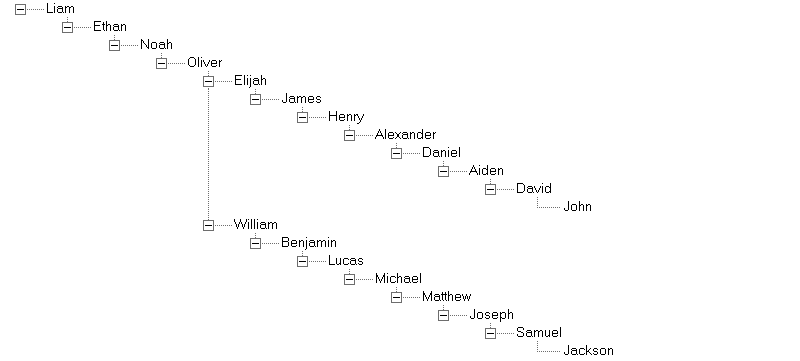 Liam
Ethan
Noah
Oliver
Elijah
James
Henry
Alexander
Daniel
Aiden
David
John
William
Benjamin
Lucas
Michael
Matthew
Joseph
Samuel
Jackson